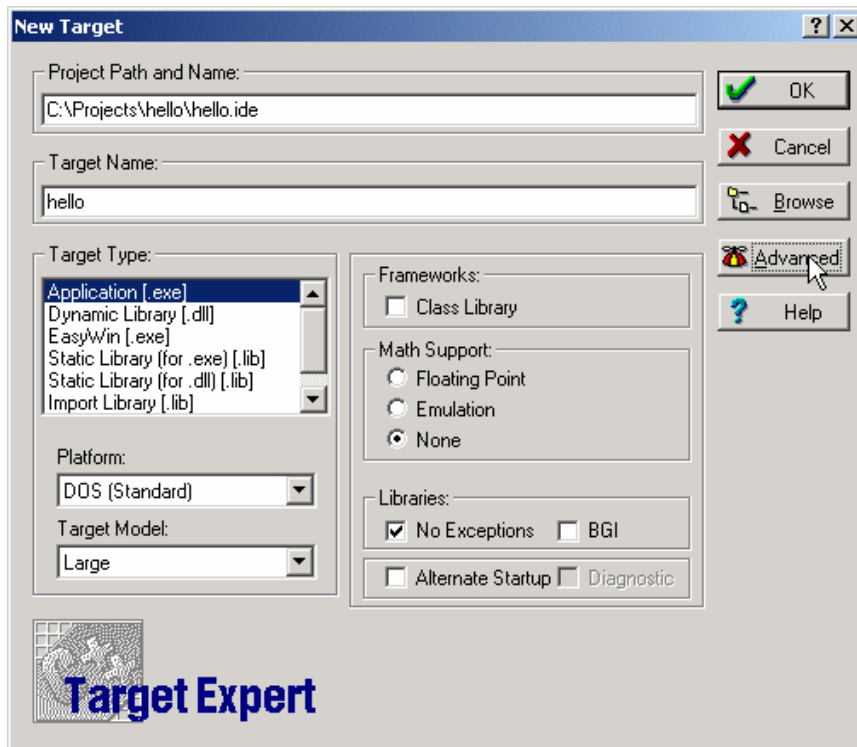 New Target
Project Path and Name:
C:\Projects\hello\hello.ide
OK
Target Name:
Cancel
hello
Browse
Target Type:
Advanced
Application [.exe]
Dynamic Library [.dll]
EasyWin [.exe]
Static Library (for .exe) [.lib]
Static Library (for .dll) [.lib]
Import Library [.lib]
Help
Frameworks:
Class Library
Math Support:
Floating Point
Emulation
None
Platform:
DOS (Standard)
Target Model:
Large
Libraries:
No Exceptions BGI
Alternate Startup Diagnostic
Target Expert